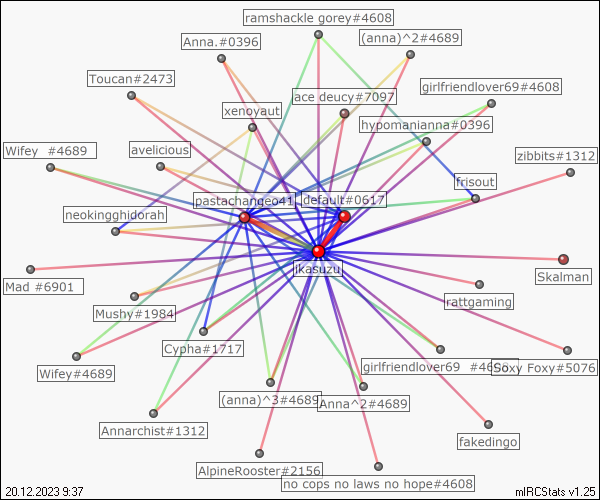 ramshackle gorey#4608
Anna.#0396
(anna)^2#4689
Toucan#2473
girlfriendlover69#4608
ace deucy#7097
xenoyaut
hypomanianna#0396
Wifey #4689
avelicious
zibbits#1312
frisout
pastachangeo41
default#0617
neokingghidorah
jikasuzu
Mad #6901
Skalman
rattgaming
Mushy#1984
Cypha#1717
girlfriendlover69 #4608
Soxy Foxy#5076
Wifey#4689
(anna)^3#4689
Anna^2#4689
Annarchist#1312
fakedingo
AlpineRooster#2156
no cops no laws no hope#4608
20.12.2023 9:37
mIRCStats v1.25